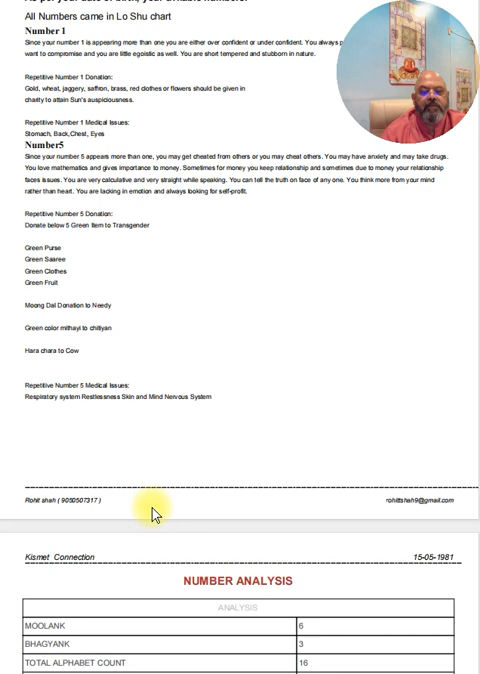 All Numbers came in Lo Shu chart
Number 1
Since your number 1 is appearing more than one you are either over confident or under confident. You always
want to compromise and you are little egoistic as well. You are short tempered and stubborn in nature.
Repetitive Number 1 Donation:
Gold, wheat, jaggery, saffron, brass, red clothes or flowers should be given in
charity to attain Sun's auspiciousness.
Repetitive Number 1 Medical Issues:
Stomach, Back,Chest, Eyes
Number5
Since your number 5 appears more than one, you may get cheated from others or you may cheat others. You may have anxiety and may take drugs.
You love mathematics and gives importance to money. Sometimes for money you keep relationship and sometimes due to money your relationship
faces issues. You are very calculative and very straight while speaking. You can tell the truth on face of any one. You think more from your mind
rather than heart. You are lacking in emotion and always looking for self-profit.
Repetitive Number 5 Donation:
Donate below 5 Green Item to Transgender
Green Purse
Green Saaree
Green Clothes
Green Fruit
Moong Dal Donation to Needy
Green color mithayi to chitiyan
Hara chara to Cow
Repetitive Number 5 Medical Issues:
Respiratory system Restlessness Skin and Mind Nervous System
Rohit shah ( 9050507317 ) rohittshah9@gmail.com
Kismet Connection 15-05-1981
NUMBER ANALYSIS
ANALYSIS
MOOLANK 6
BHAGYANK 3
TOTAL ALPHABET COUNT 16